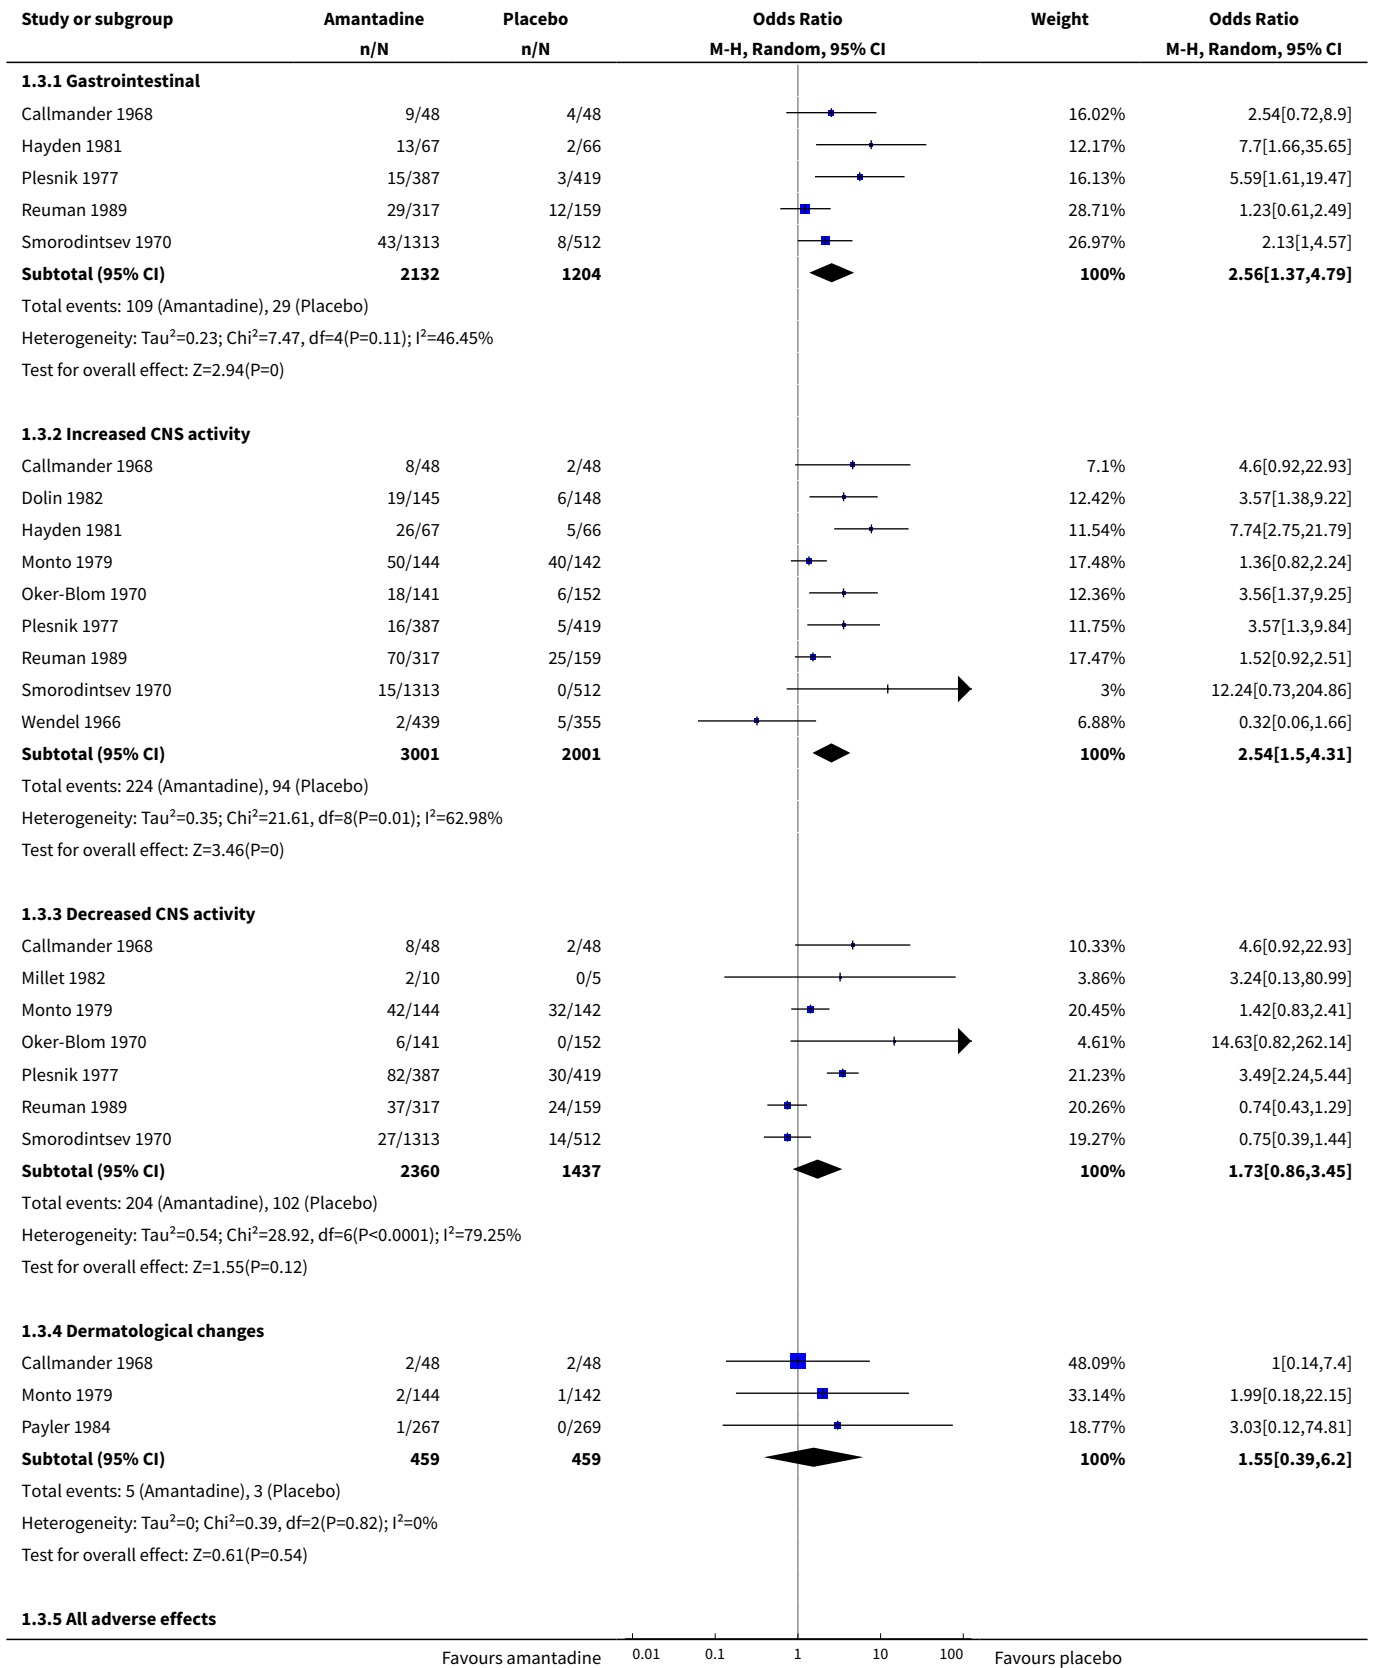 Study or subgroup Amantadine Placebo Odds Ratio Weight Odds Ratio
n/N n/N M-H, Random, 95% CI M-H, Random, 95% CI
1.3.1 Gastrointestinal
Callmander 1968 9/48 4/48 16.02% 2.54[0.72,8.9]
Hayden 1981 13/67 2/66 12.17% 7.7[1.66,35.65]
Plesnik 1977 15/387 3/419 16.13% 5.59[1.61,19.47]
Reuman 1989 29/317 12/159 28.71% 1.23[0.61,2.49]
Smorodintsev 1970 43/1313 8/512 26.97% 2.13[1,4.57]
Subtotal (95% CI) 2132 1204 100% 2.56[1.37,4.79]
Total events: 109 (Amantadine), 29 (Placebo)
Heterogeneity: Tau²=0.23; Chi²=7.47, df=4(P=0.11); I²=46.45%
Test for overall effect: Z=2.94(P=0)
1.3.2 Increased CNS activity
Callmander 1968 8/48 2/48 7.1% 4.6[0.92,22.93]
Dolin 1982 19/145 6/148 12.42% 3.57[1.38,9.22]
Hayden 1981 26/67 5/66 11.54% 7.74[2.75,21.79]
Monto 1979 50/144 40/142 17.48% 1.36[0.82,2.24]
Oker-Blom 1970 18/141 6/152 12.36% 3.56[1.37,9.25]
Plesnik 1977 16/387 5/419 11.75% 3.57[1.3,9.84]
Reuman 1989 70/317 25/159 17.47% 1.52[0.92,2.51]
Smorodintsev 1970 15/1313 0/512 3% 12.24[0.73,204.86]
Wendel 1966 2/439 5/355 6.88% 0.32[0.06,1.66]
Subtotal (95% CI) 3001 2001 100% 2.54[1.5,4.31]
Total events: 224 (Amantadine), 94 (Placebo)
Heterogeneity: Tau²=0.35; Chi²=21.61, df=8(P=0.01); I²=62.98%
Test for overall effect: Z=3.46(P=0)
1.3.3 Decreased CNS activity
Callmander 1968 8/48 2/48 10.33% 4.6[0.92,22.93]
Millet 1982 2/10 0/5 3.86% 3.24[0.13,80.99]
Monto 1979 42/144 32/142 20.45% 1.42[0.83,2.41]
Oker-Blom 1970 6/141 0/152 4.61% 14.63[0.82,262.14]
Plesnik 1977 82/387 30/419 21.23% 3.49[2.24,5.44]
Reuman 1989 37/317 24/159 20.26% 0.74[0.43,1.29]
Smorodintsev 1970 27/1313 14/512 19.27% 0.75[0.39,1.44]
Subtotal (95% CI) 2360 1437 100% 1.73[0.86,3.45]
Total events: 204 (Amantadine), 102 (Placebo)
Heterogeneity: Tau²=0.54; Chi²=28.92, df=6(P<0.0001); I²=79.25%
Test for overall effect: Z=1.55(P=0.12)
1.3.4 Dermatological changes
Callmander 1968 2/48 2/48 48.09% 1[0.14,7.4]
Monto 1979 2/144 1/142 33.14% 1.99[0.18,22.15]
Payler 1984 1/267 0/269 18.77% 3.03[0.12,74.81]
Subtotal (95% CI) 459 459 100% 1.55[0.39,6.2]
Total events: 5 (Amantadine), 3 (Placebo)
Heterogeneity: Tau²=0; Chi²=0.39, df=2(P=0.82); I²=0%
Test for overall effect: Z=0.61(P=0.54)
1.3.5 All adverse effects
Favours amantadine 0.01 0.1 1 10 100 Favours placebo